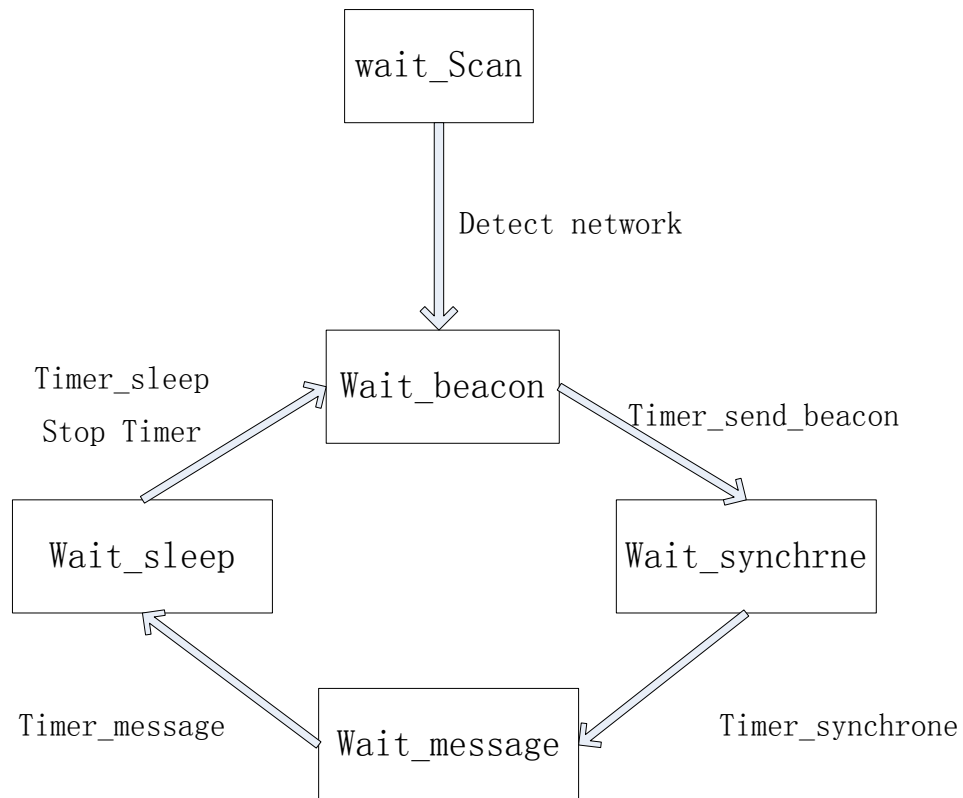 wait_Scan
Detect network
Timer_sleep
Stop Timer
Wait_beacon
Timer_send_beacon
Wait_sleep
Wait_synchrne
Timer_message
Wait_message
Timer_synchrone